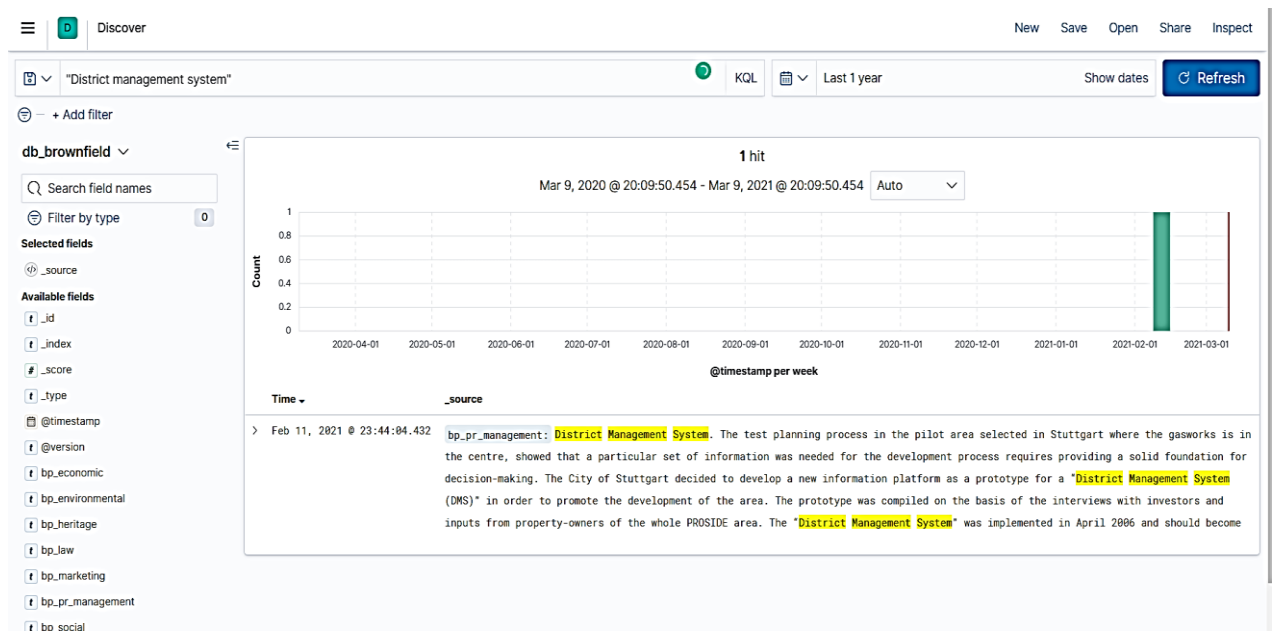 D Discover New Save Open Share Inspect
"District management system" KQL Last 1 year Show dates Refresh
+ Add filter
db_brownfield
Search field names
Filter by type 0
Selected fields
_source
Available fields
t _id
t _index
# _score
t _type
@timestamp
t @version
t bp_economic
t bp_environmental
t bp_heritage
t bp_law
t bp_marketing
t bp_pr_management
t bp_social
1 hit
Mar 9, 2020 @ 20:09:50.454 - Mar 9, 2021 @ 20:09:50.454 Auto
Count
1
0.8
0.6
0.4
0.2
0
2020-04-01 2020-05-01 2020-06-01 2020-07-01 2020-08-01 2020-09-01 2020-10-01 2020-11-01 2020-12-01 2021-01-01 2021-02-01 2021-03-01
@timestamp per week
Time _source
Feb 11, 2021 @ 23:44:04.432 bp_pr_management: District Management System. The test planning process in the pilot area selected in Stuttgart where the gasworks is in
the centre, showed that a particular set of information was needed for the development process requires providing a solid foundation for
decision-making. The City of Stuttgart decided to develop a new information platform as a prototype for a "District Management System
(DMS)" in order to promote the development of the area. The prototype was compiled on the basis of the interviews with investors and
inputs from property-owners of the whole PROSIDE area. The "District Management System" was implemented in April 2006 and should become